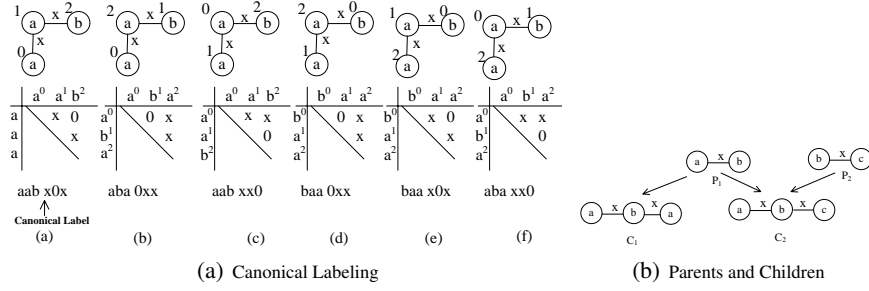 1 a x 2 b 2 a x 1 b 0 a x 2 b 2 a x 0 b 1 a x 0 b 0 a x 1 b
x x x x x x
0 a 0 a 1 a 1 a 2 a 2 a
a⁰ a¹ b² a⁰ b¹ a² a⁰ a¹ b² b⁰ a¹ a² b⁰ a¹ a² a⁰ b¹ a²
a x 0 a⁰ 0 x a⁰ x x b⁰ 0 x b⁰ x 0 a⁰ x x
a x b¹ x a¹ 0 a¹ x a¹ x b¹ 0
a a² b² a² a² a²
aab x0x aba 0xx aab xx0 baa 0xx baa x0x aba xx0
Canonical Label
(a) (b) (c) (d) (e) (f)
(a) Canonical Labeling
a x b b x c
P₁ P₂
a x b x a a x b x c
C₁ C₂
(b) Parents and Children